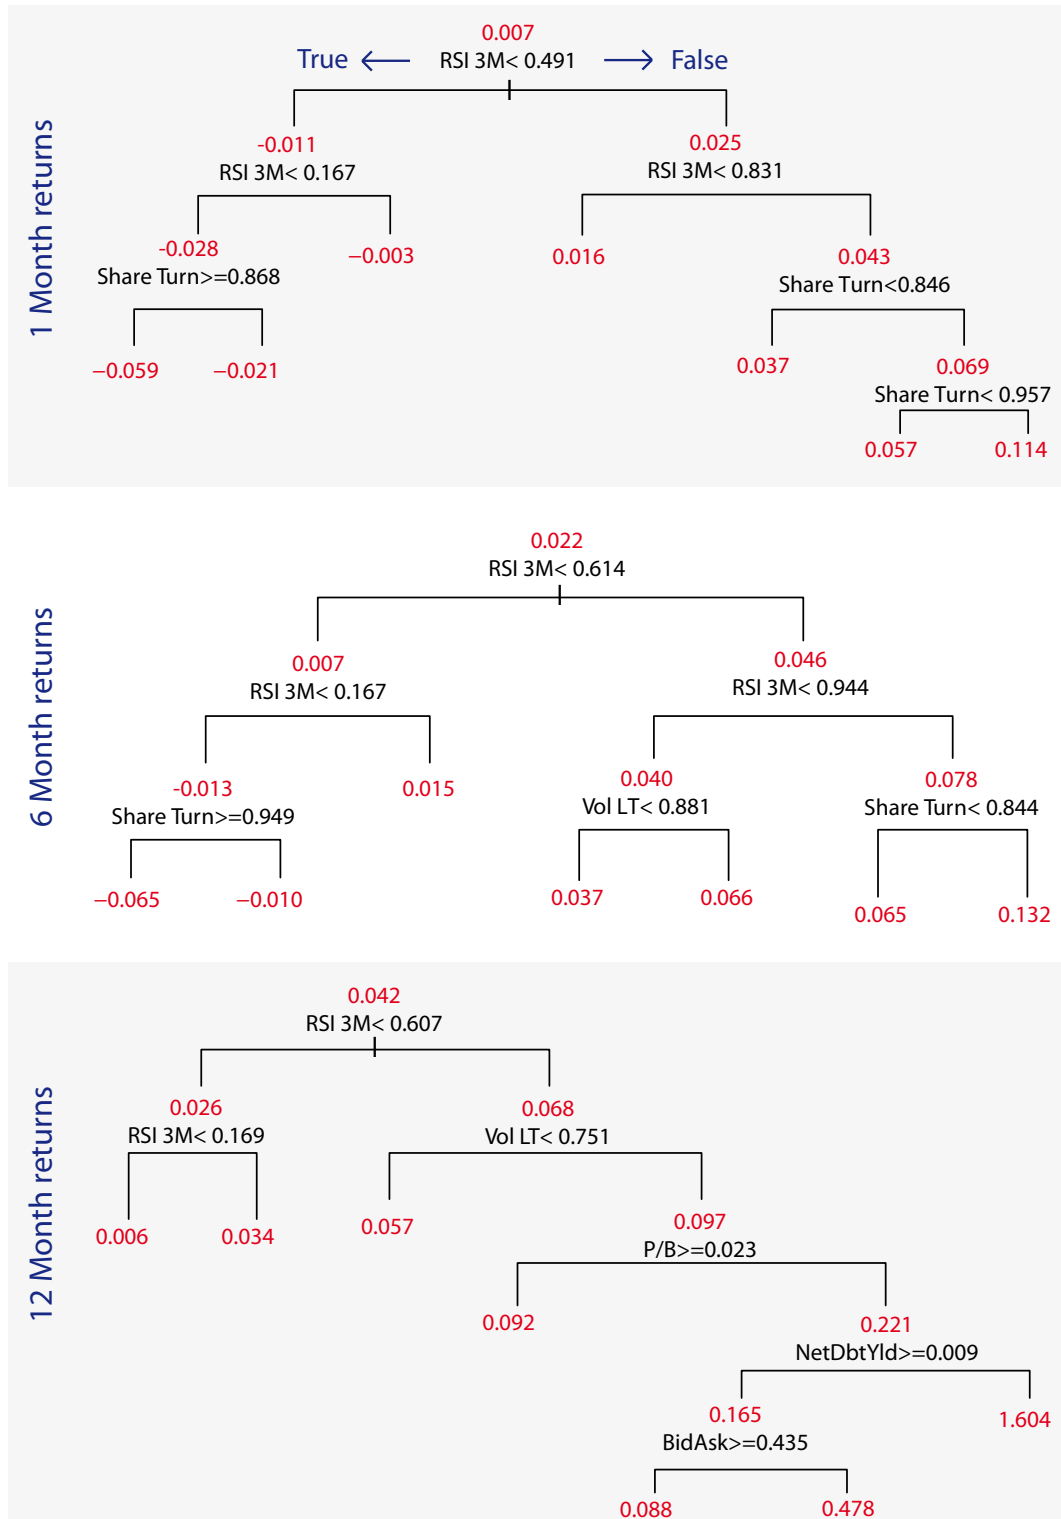 1 Month returns
0.007
True RSI 3M< 0.491 False
-0.011 0.025
RSI 3M< 0.167 RSI 3M< 0.831
-0.028 −0.003 0.016 0.043
Share Turn>=0.868 Share Turn<0.846
−0.059 −0.021 0.037 0.069
Share Turn< 0.957
0.057 0.114
6 Month returns
0.022
RSI 3M< 0.614
0.007 0.046
RSI 3M< 0.167 RSI 3M< 0.944
-0.013 0.015 0.040 0.078
Share Turn>=0.949 Vol LT< 0.881 Share Turn< 0.844
−0.065 −0.010 0.037 0.066 0.065 0.132
12 Month returns
0.042
RSI 3M< 0.607
0.026 0.068
RSI 3M< 0.169 Vol LT< 0.751
0.006 0.034 0.057 0.097
P/B>=0.023
0.092 0.221
NetDbtYld>=0.009
0.165 1.604
BidAsk>=0.435
0.088 0.478